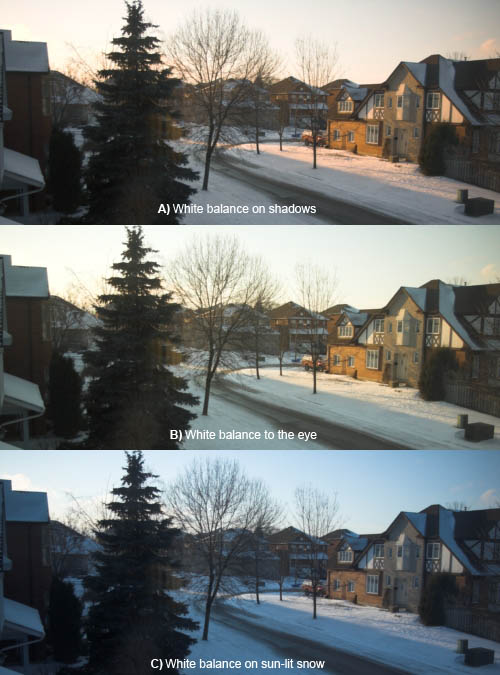 A) White balance on shadows
B) White balance to the eye
C) White balance on sun-lit snow